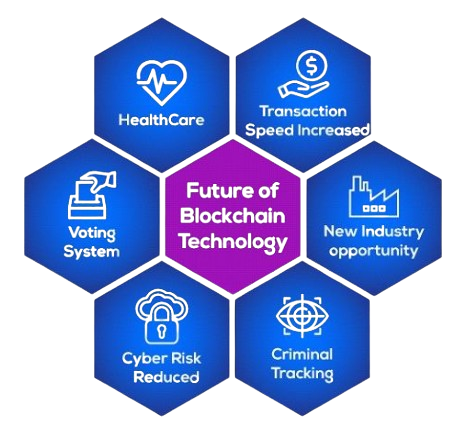 HealthCare
Transaction
Speed Increased
Voting
System
Future of
Blockchain
Technology
New Industry
opportunity
Cyber Risk
Reduced
Criminal
Tracking